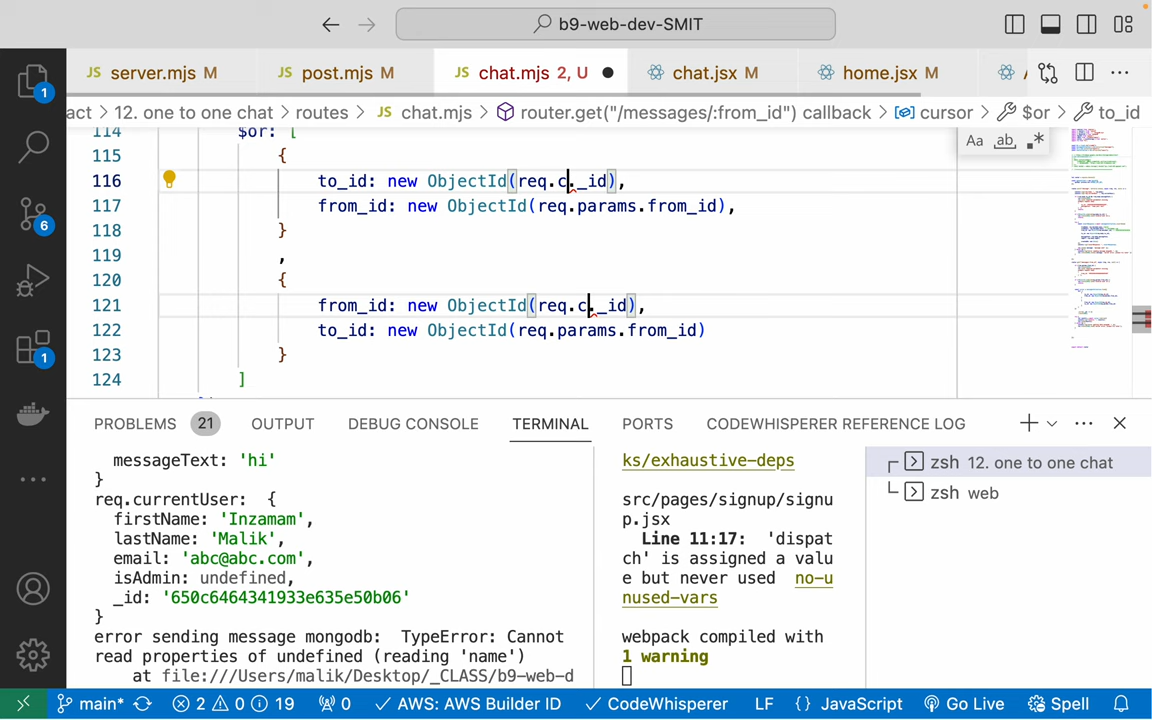 b9-web-dev-SMIT
JS server.mjs M JS post.mjs M JS chat.mjs 2, U chat.jsx M home.jsx M
act > 12. one to one chat > routes > JS chat.mjs > router.get("/messages/:from_id") callback > cursor > $or > to_id
114 $or: [
Aa ab .*
115 {
116 to_id: new ObjectId(req.c._id),
117 from_id: new ObjectId(req.params.from_id),
118 }
119 ,
120 {
121 from_id: new ObjectId(req.c._id),
122 to_id: new ObjectId(req.params.from_id)
123 }
124 ]
1
6
1
PROBLEMS 21 OUTPUT DEBUG CONSOLE TERMINAL PORTS CODEWHISPERER REFERENCE LOG
messageText: 'hi'
}
req.currentUser: {
firstName: 'Inzamam',
lastName: 'Malik',
email: 'abc@abc.com',
isAdmin: undefined,
_id: '650c6464341933e635e50b06'
}
error sending message mongodb: TypeError: Cannot
read properties of undefined (reading 'name')
at file:///Users/malik/Desktop/_CLASS/b9-web-d
ks/exhaustive-deps
src/pages/signup/signu
p.jsx
Line 11:17: 'dispat
ch' is assigned a valu
e but never used no-u
nused-vars
webpack compiled with
1 warning
zsh 12. one to one chat
zsh web
main* 2 0 19 0 AWS: AWS Builder ID CodeWhisperer LF {} JavaScript Go Live Spell